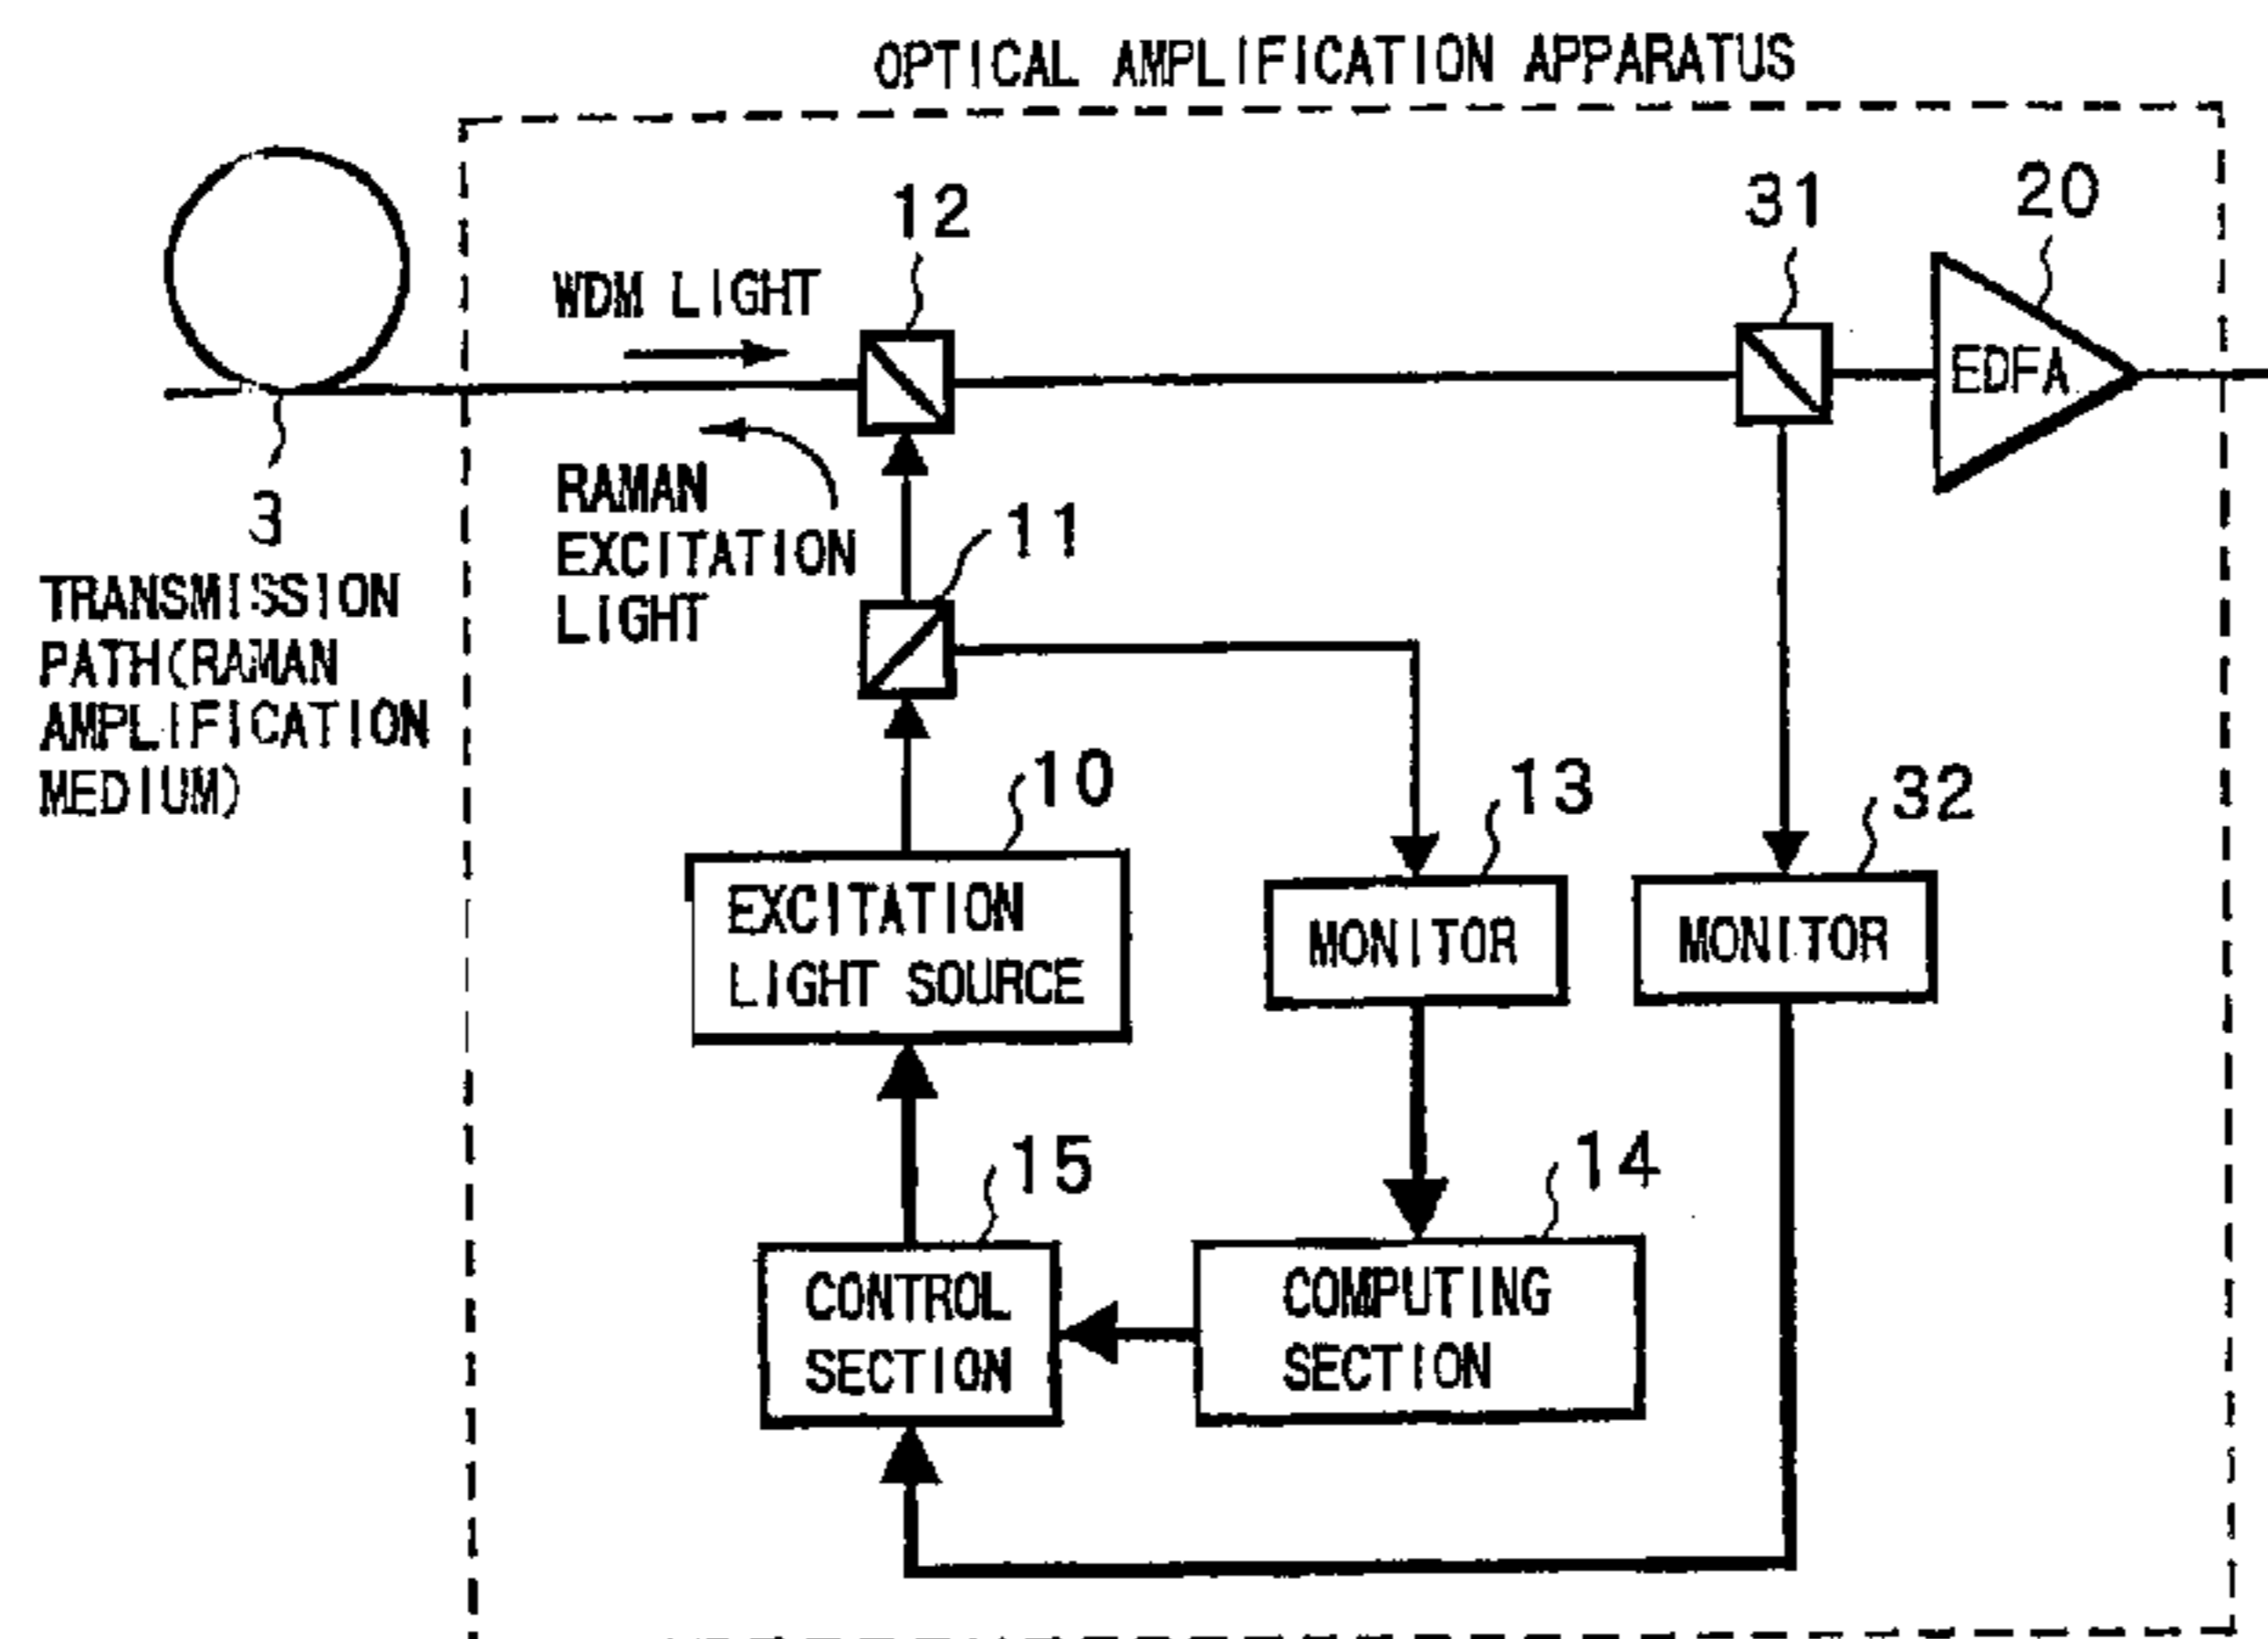 OPTICAL AMPLIFICATION APPARATUS
12
31
20
WDM LIGHT
EDFA
3
RAMAN
EXCITATION
LIGHT
11
TRANSMISSION
PATH(RAMAN
AMPLIFICATION
MEDIUM)
10
13
32
EXCITATION
LIGHT SOURCE
MONITOR
MONITOR
15
14
CONTROL
SECTION
COMPUTING
SECTION